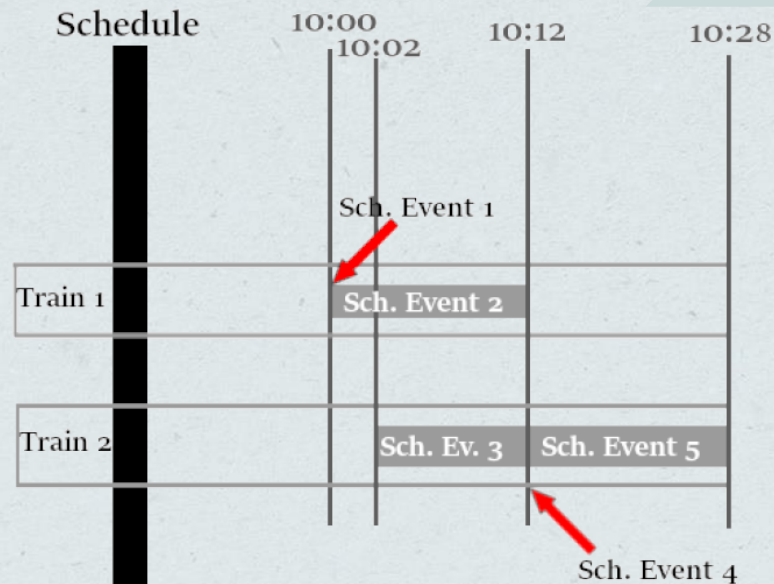 Schedule
10:00
10:02
10:12
10:28
Sch. Event 1
Train 1
Sch. Event 2
Train 2
Sch. Ev. 3
Sch. Event 5
Sch. Event 4